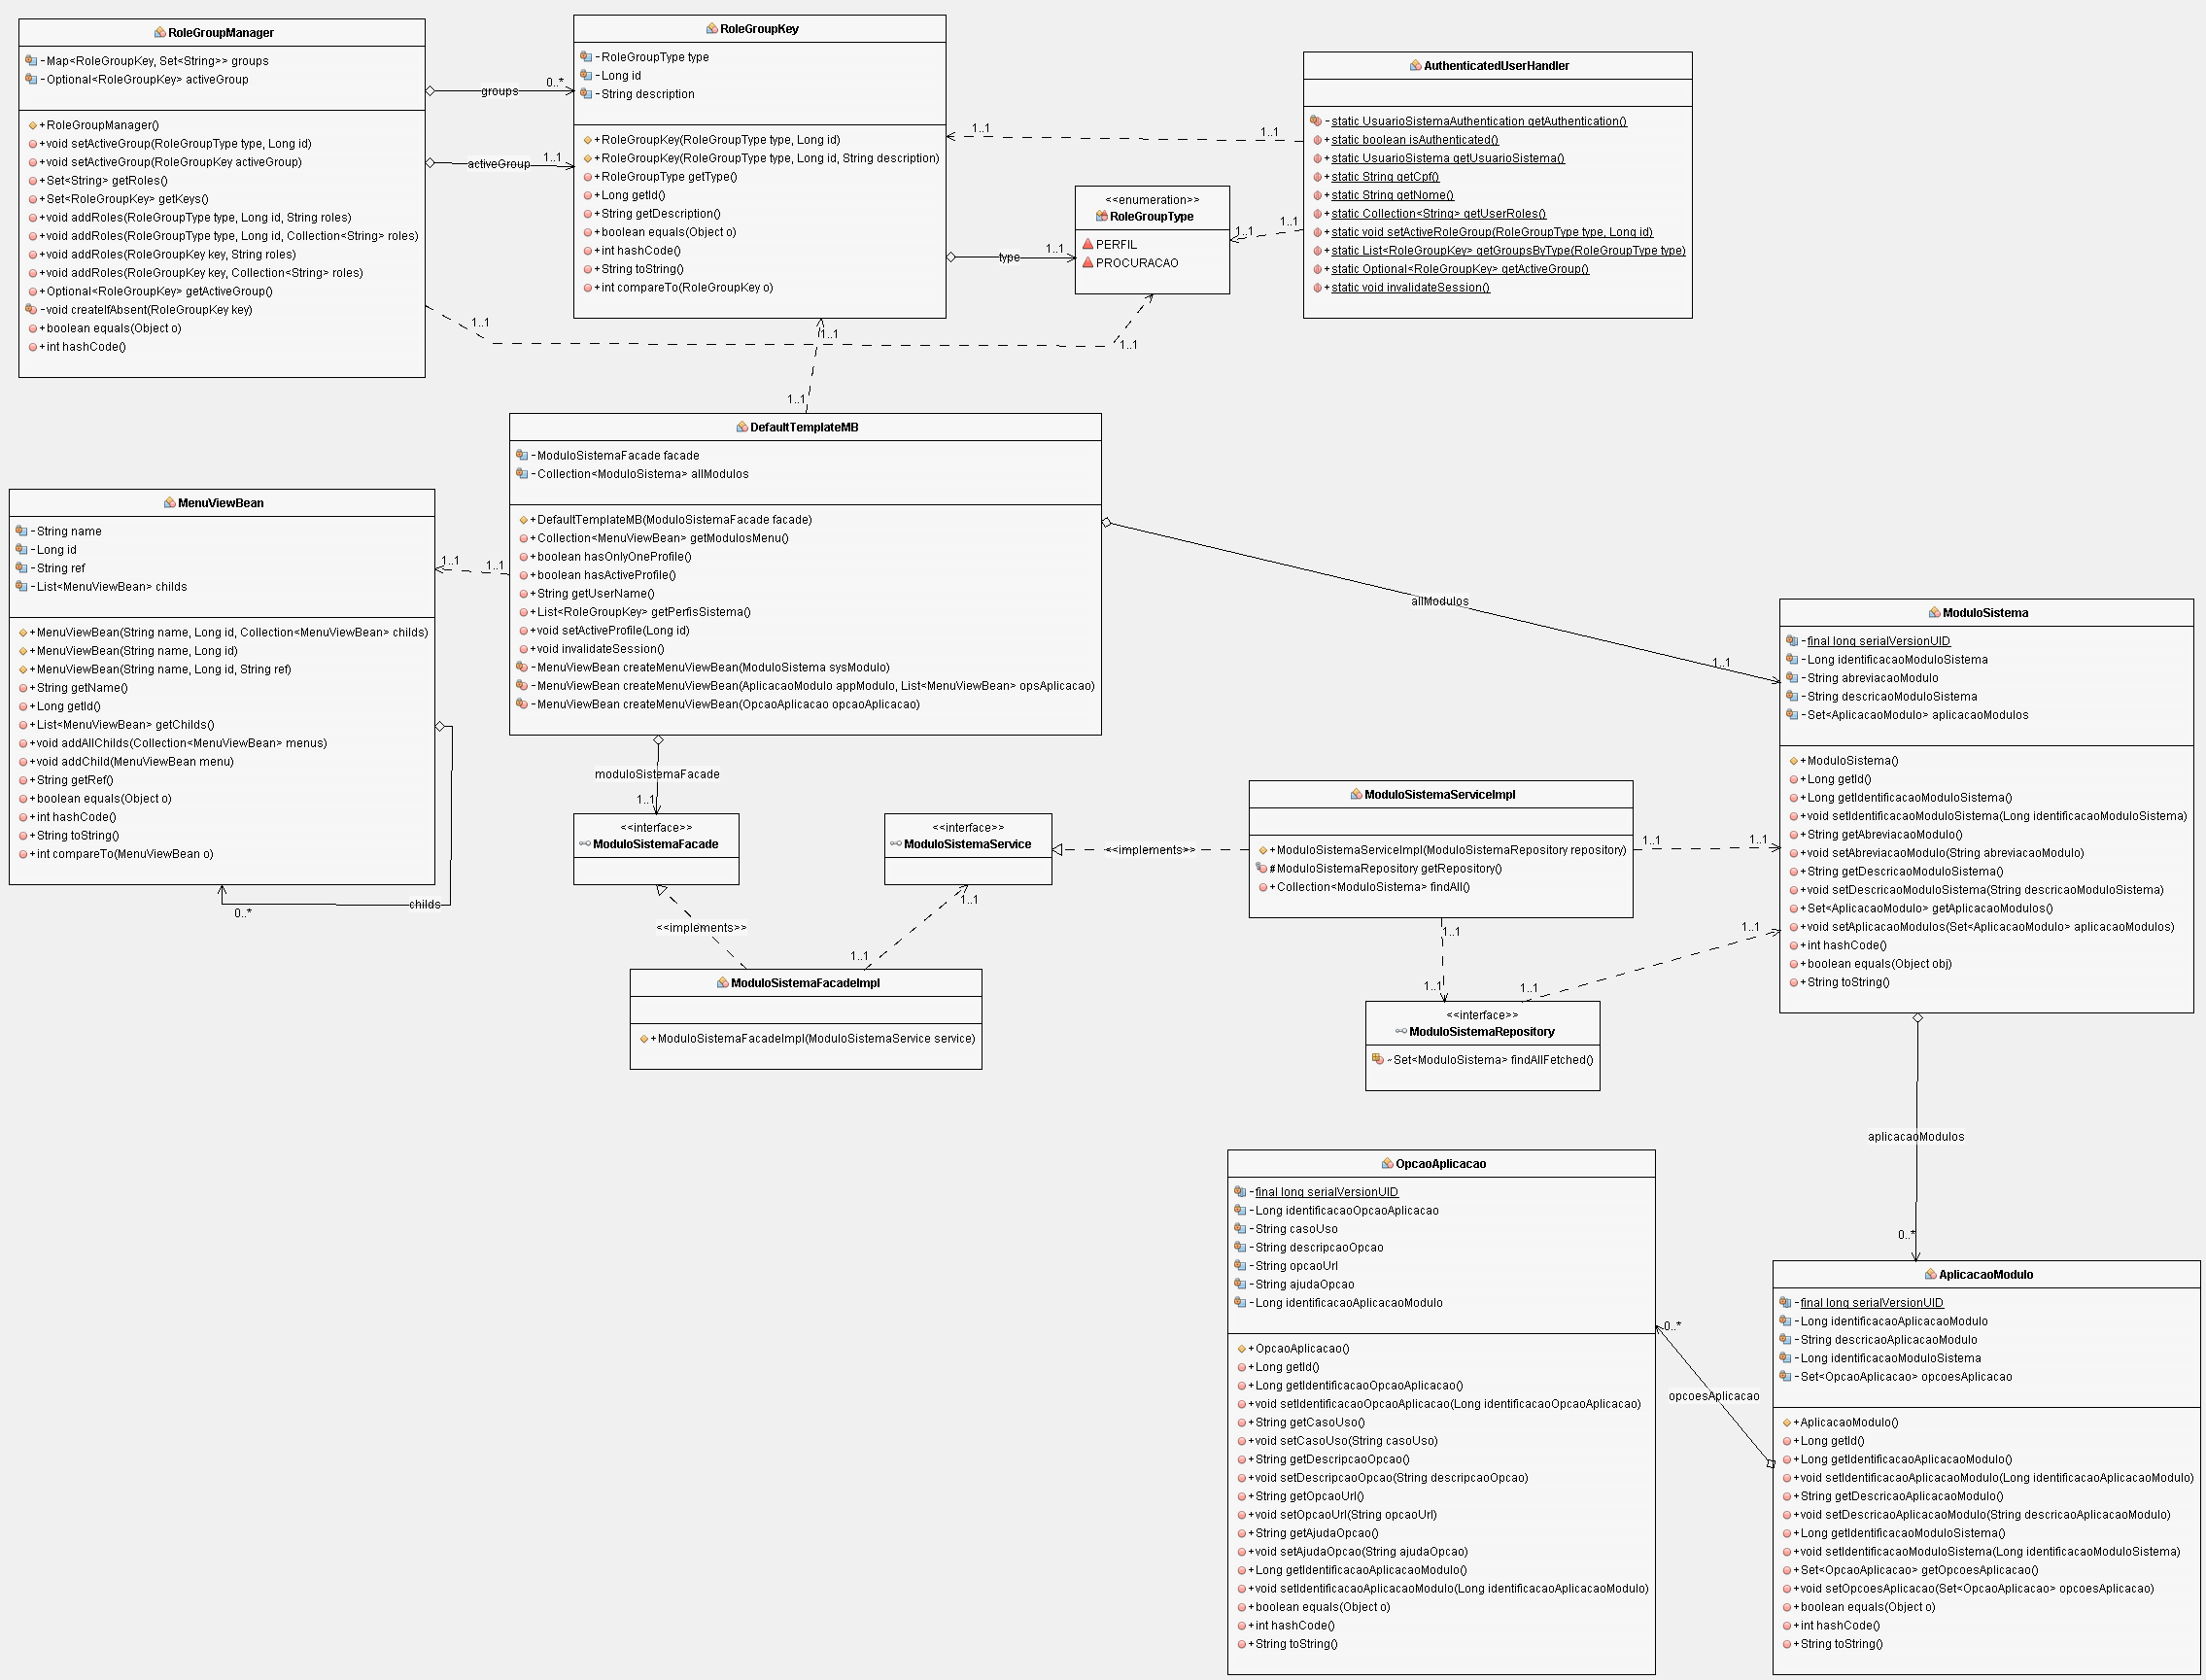 RoleGroupManager
-Map<RoleGroupKey, Set<String>> groups
-Optional<RoleGroupKey> activeGroup
+RoleGroupManager()
+void setActiveGroup(RoleGroupType type, Long id)
+void setActiveGroup(RoleGroupKey activeGroup)
+Set<String> getRoles()
+Set<RoleGroupKey> getKeys()
+void addRoles(RoleGroupType type, Long id, String roles)
+void addRoles(RoleGroupType type, Long id, Collection<String> roles)
+void addRoles(RoleGroupKey key, String roles)
+void addRoles(RoleGroupKey key, Collection<String> roles)
+Optional<RoleGroupKey> getActiveGroup()
-void createIfAbsent(RoleGroupKey key)
+boolean equals(Object o)
+int hashCode()
groups
0..*
activeGroup
1..1
RoleGroupKey
-RoleGroupType type
-Long id
-String description
+RoleGroupKey(RoleGroupType type, Long id)
+RoleGroupKey(RoleGroupType type, Long id, String description)
+RoleGroupType getType()
+Long getId()
+String getDescription()
+boolean equals(Object o)
+int hashCode()
+String toString()
+int compareTo(RoleGroupKey o)
1..1
1..1
type
1..1
<<enumeration>>
RoleGroupType
PERFIL
PROCURACAO
1..1
1..1
AuthenticatedUserHandler
-static UsuarioSistemaAuthentication getAuthentication()
+static boolean isAuthenticated()
+static UsuarioSistema getUsuarioSistema()
+static String getCpf()
+static String getNome()
+static Collection<String> getUserRoles()
+static void setActiveRoleGroup(RoleGroupType type, Long id)
+static List<RoleGroupKey> getGroupsByType(RoleGroupType type)
+static Optional<RoleGroupKey> getActiveGroup()
+static void invalidateSession()
1..1
1..1
1..1
1..1
DefaultTemplateMB
-ModuloSistemaFacade facade
-Collection<ModuloSistema> allModulos
+DefaultTemplateMB(ModuloSistemaFacade facade)
+Collection<MenuViewBean> getModulosMenu()
+boolean hasOnlyOneProfile()
+boolean hasActiveProfile()
+String getUserName()
+List<RoleGroupKey> getPerfisSistema()
+void setActiveProfile(Long id)
+void invalidateSession()
-MenuViewBean createMenuViewBean(ModuloSistema sysModulo)
-MenuViewBean createMenuViewBean(AplicacaoModulo appModulo, List<MenuViewBean> opsAplicacao)
-MenuViewBean createMenuViewBean(OpcaoAplicacao opcaoAplicacao)
MenuViewBean
-String name
-Long id
-String ref
-List<MenuViewBean> childs
+MenuViewBean(String name, Long id, Collection<MenuViewBean> childs)
+MenuViewBean(String name, Long id)
+MenuViewBean(String name, Long id, String ref)
+String getName()
+Long getId()
+List<MenuViewBean> getChilds()
+void addAllChilds(Collection<MenuViewBean> menus)
+void addChild(MenuViewBean menu)
+String getRef()
+boolean equals(Object o)
+int hashCode()
+String toString()
+int compareTo(MenuViewBean o)
1..1
1..1
0..*
childs
allModulos
1..1
moduloSistemaFacade
1..1
<<interface>>
ModuloSistemaFacade
<<interface>>
ModuloSistemaService
<<implements>>
1..1
1..1
ModuloSistemaFacadeImpl
+ModuloSistemaFacadeImpl(ModuloSistemaService service)
<<implements>>
ModuloSistemaServiceImpl
+ModuloSistemaServiceImpl(ModuloSistemaRepository repository)
#ModuloSistemaRepository getRepository()
+Collection<ModuloSistema> findAll()
1..1
1..1
1..1
1..1
<<interface>>
ModuloSistemaRepository
~Set<ModuloSistema> findAllFetched()
1..1
1..1
ModuloSistema
-final long serialVersionUID
-Long identificacaoModuloSistema
-String abreviacaoModulo
-String descricaoModuloSistema
-Set<AplicacaoModulo> aplicacaoModulos
+ModuloSistema()
+Long getId()
+Long getIdentificacaoModuloSistema()
+void setIdentificacaoModuloSistema(Long identificacaoModuloSistema)
+String getAbreviacaoModulo()
+void setAbreviacaoModulo(String abreviacaoModulo)
+String getDescricaoModuloSistema()
+void setDescricaoModuloSistema(String descricaoModuloSistema)
+Set<AplicacaoModulo> getAplicacaoModulos()
+void setAplicacaoModulos(Set<AplicacaoModulo> aplicacaoModulos)
+int hashCode()
+boolean equals(Object obj)
+String toString()
aplicacaoModulos
0..*
OpcaoAplicacao
-final long serialVersionUID
-Long identificacaoOpcaoAplicacao
-String casoUso
-String descripcaoOpcao
-String opcaoUrl
-String ajudaOpcao
-Long identificacaoAplicacaoModulo
+OpcaoAplicacao()
+Long getId()
+Long getIdentificacaoOpcaoAplicacao()
+void setIdentificacaoOpcaoAplicacao(Long identificacaoOpcaoAplicacao)
+String getCasoUso()
+void setCasoUso(String casoUso)
+String getDescripcaoOpcao()
+void setDescripcaoOpcao(String descripcaoOpcao)
+String getOpcaoUrl()
+void setOpcaoUrl(String opcaoUrl)
+String getAjudaOpcao()
+void setAjudaOpcao(String ajudaOpcao)
+Long getIdentificacaoAplicacaoModulo()
+void setIdentificacaoAplicacaoModulo(Long identificacaoAplicacaoModulo)
+boolean equals(Object o)
+int hashCode()
+String toString()
0..*
opcoesAplicacao
AplicacaoModulo
-final long serialVersionUID
-Long identificacaoAplicacaoModulo
-String descricaoAplicacaoModulo
-Long identificacaoModuloSistema
-Set<OpcaoAplicacao> opcoesAplicacao
+AplicacaoModulo()
+Long getId()
+Long getIdentificacaoAplicacaoModulo()
+void setIdentificacaoAplicacaoModulo(Long identificacaoAplicacaoModulo)
+String getDescricaoAplicacaoModulo()
+void setDescricaoAplicacaoModulo(String descricaoAplicacaoModulo)
+Long getIdentificacaoModuloSistema()
+void setIdentificacaoModuloSistema(Long identificacaoModuloSistema)
+Set<OpcaoAplicacao> getOpcoesAplicacao()
+void setOpcoesAplicacao(Set<OpcaoAplicacao> opcoesAplicacao)
+boolean equals(Object o)
+int hashCode()
+String toString()